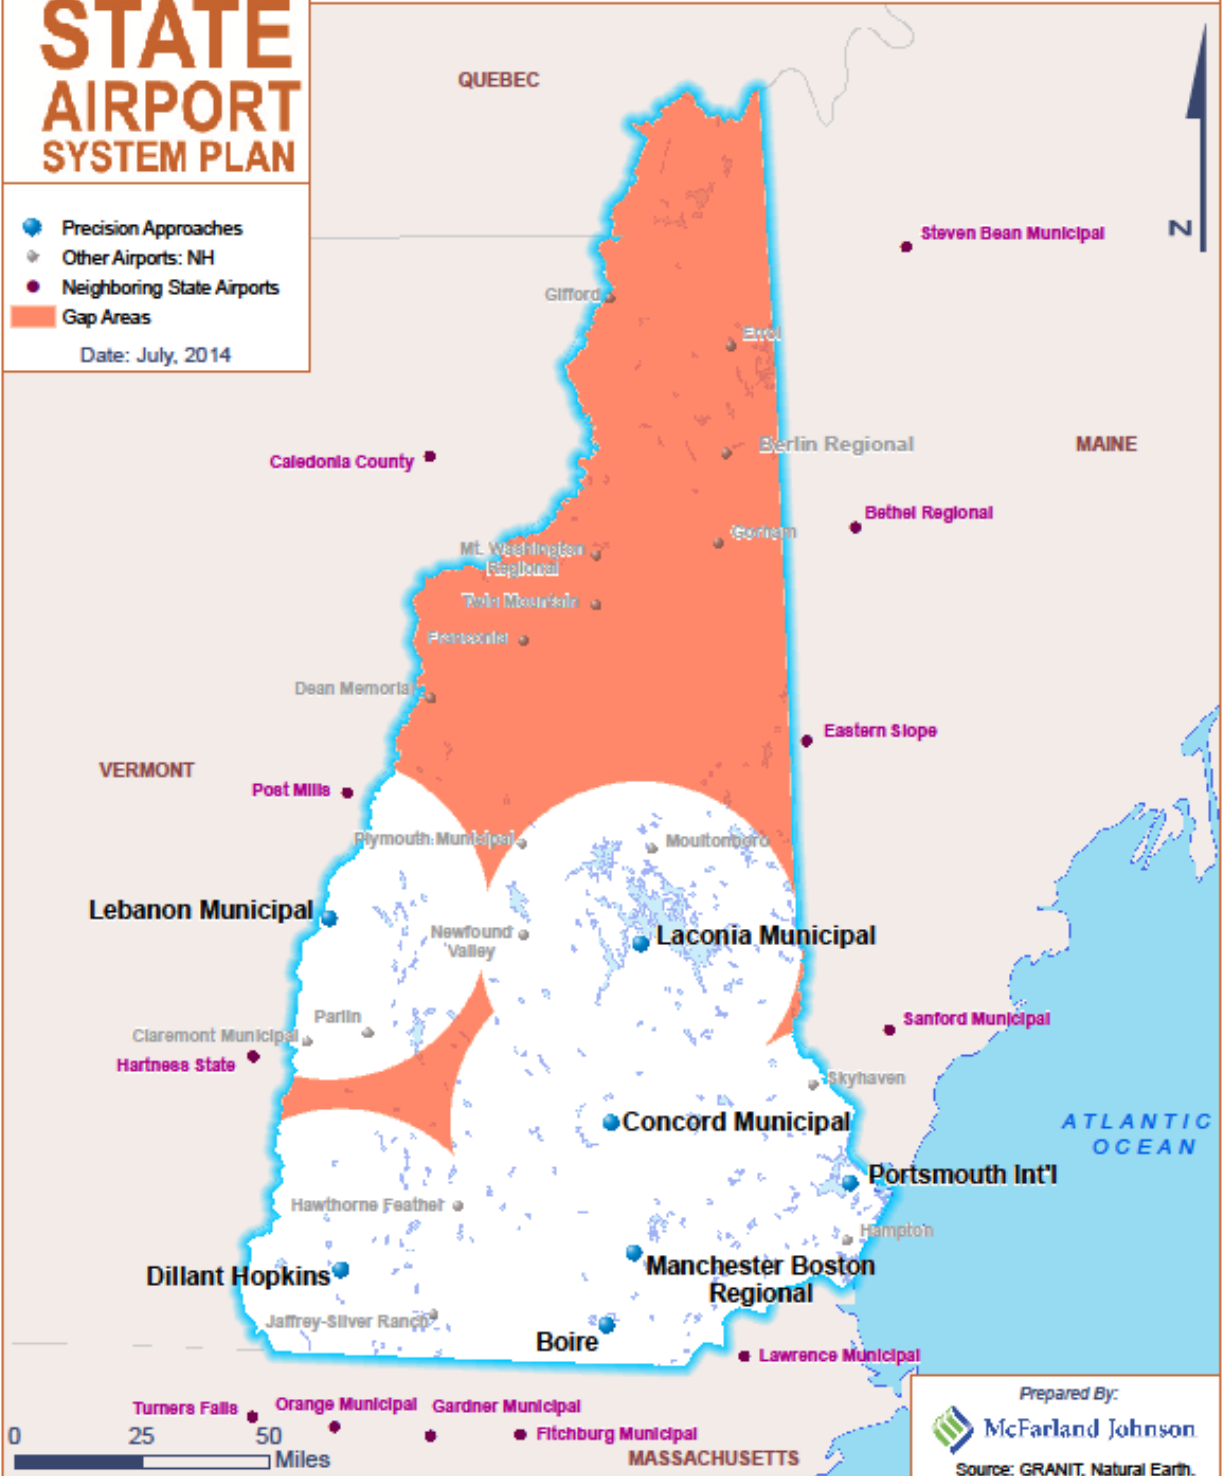 STATE
AIRPORT
SYSTEM PLAN
Precision Approaches
Other Airports: NH
Neighboring State Airports
Gap Areas
Date: July, 2014
QUEBEC
N
Steven Bean Municipal
Gifford
Errol
Berlin Regional
MAINE
Caledonia County
Bethel Regional
Gorham
Mt. Washington
Regional
Twin Mountain
Franconia
Dean Memorial
Eastern Slope
VERMONT
Post Mills
Plymouth Municipal
Moultonboro
Lebanon Municipal
Newfound
Valley
Laconia Municipal
Parlin
Claremont Municipal
Hartness State
Sanford Municipal
Skyhaven
Concord Municipal
ATLANTIC
OCEAN
Portsmouth Int'l
Hawthorne Feather
Hampton
Dillant Hopkins
Manchester Boston
Regional
Jaffrey-Silver Ranch
Boire
Lawrence Municipal
Turners Falls
Orange Municipal
Gardner Municipal
Fitchburg Municipal
MASSACHUSETTS
0 25 50
Miles
Prepared By:
McFarland Johnson
Source: GRANIT, Natural Earth.